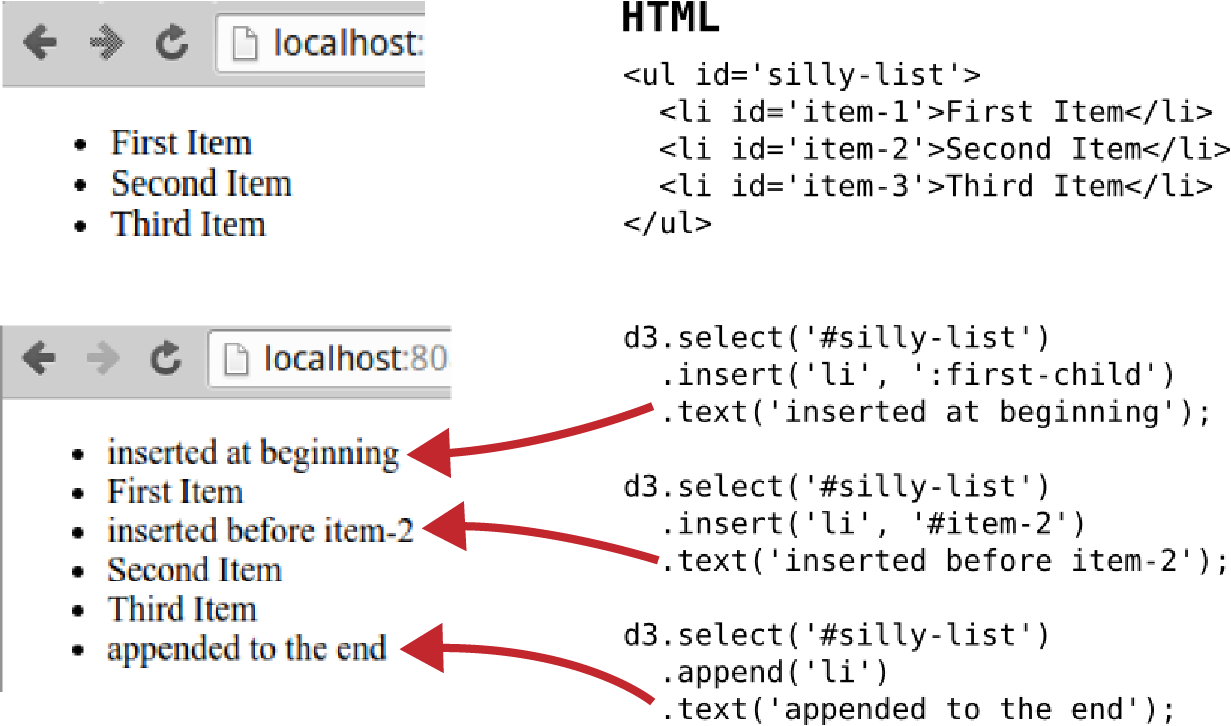 localhost:
• First Item
• Second Item
• Third Item
HTML
<ul id='silly-list'>
  <li id='item-1'>First Item</li>
  <li id='item-2'>Second Item</li>
  <li id='item-3'>Third Item</li>
</ul>
localhost:80
• inserted at beginning
• First Item
• inserted before item-2
• Second Item
• Third Item
• appended to the end
d3.select('#silly-list')
  .insert('li', ':first-child')
  .text('inserted at beginning');
d3.select('#silly-list')
  .insert('li', '#item-2')
  .text('inserted before item-2');
d3.select('#silly-list')
  .append('li')
  .text('appended to the end');